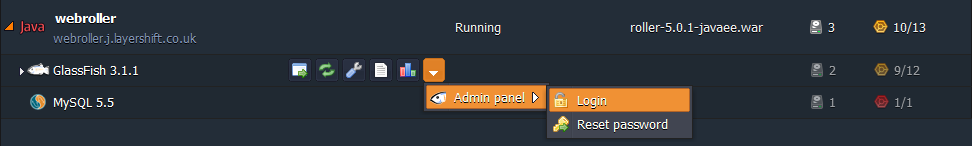 Java webroller Running roller-5.0.1-javaee.war 3 10/13
webroller.j.layershift.co.uk
GlassFish 3.1.1 2 9/12
Admin panel Login
MySQL 5.5 1 1/1
Reset password